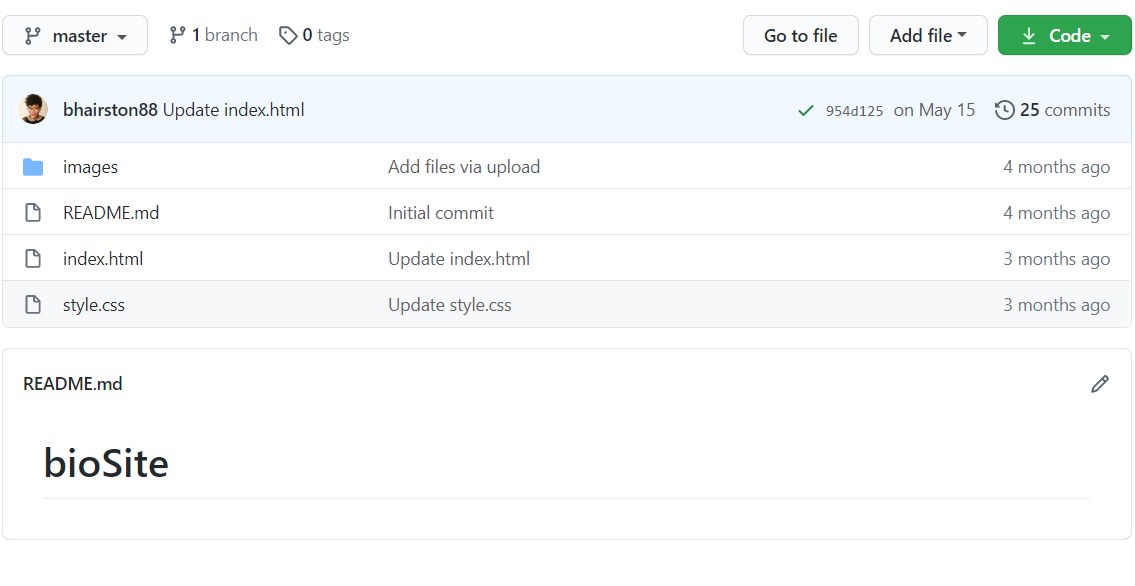 master 1 branch 0 tags Go to file Add file Code
bhairston88 Update index.html 954d125 on May 15 25 commits
images Add files via upload 4 months ago
README.md Initial commit 4 months ago
index.html Update index.html 3 months ago
style.css Update style.css 3 months ago
README.md
bioSite